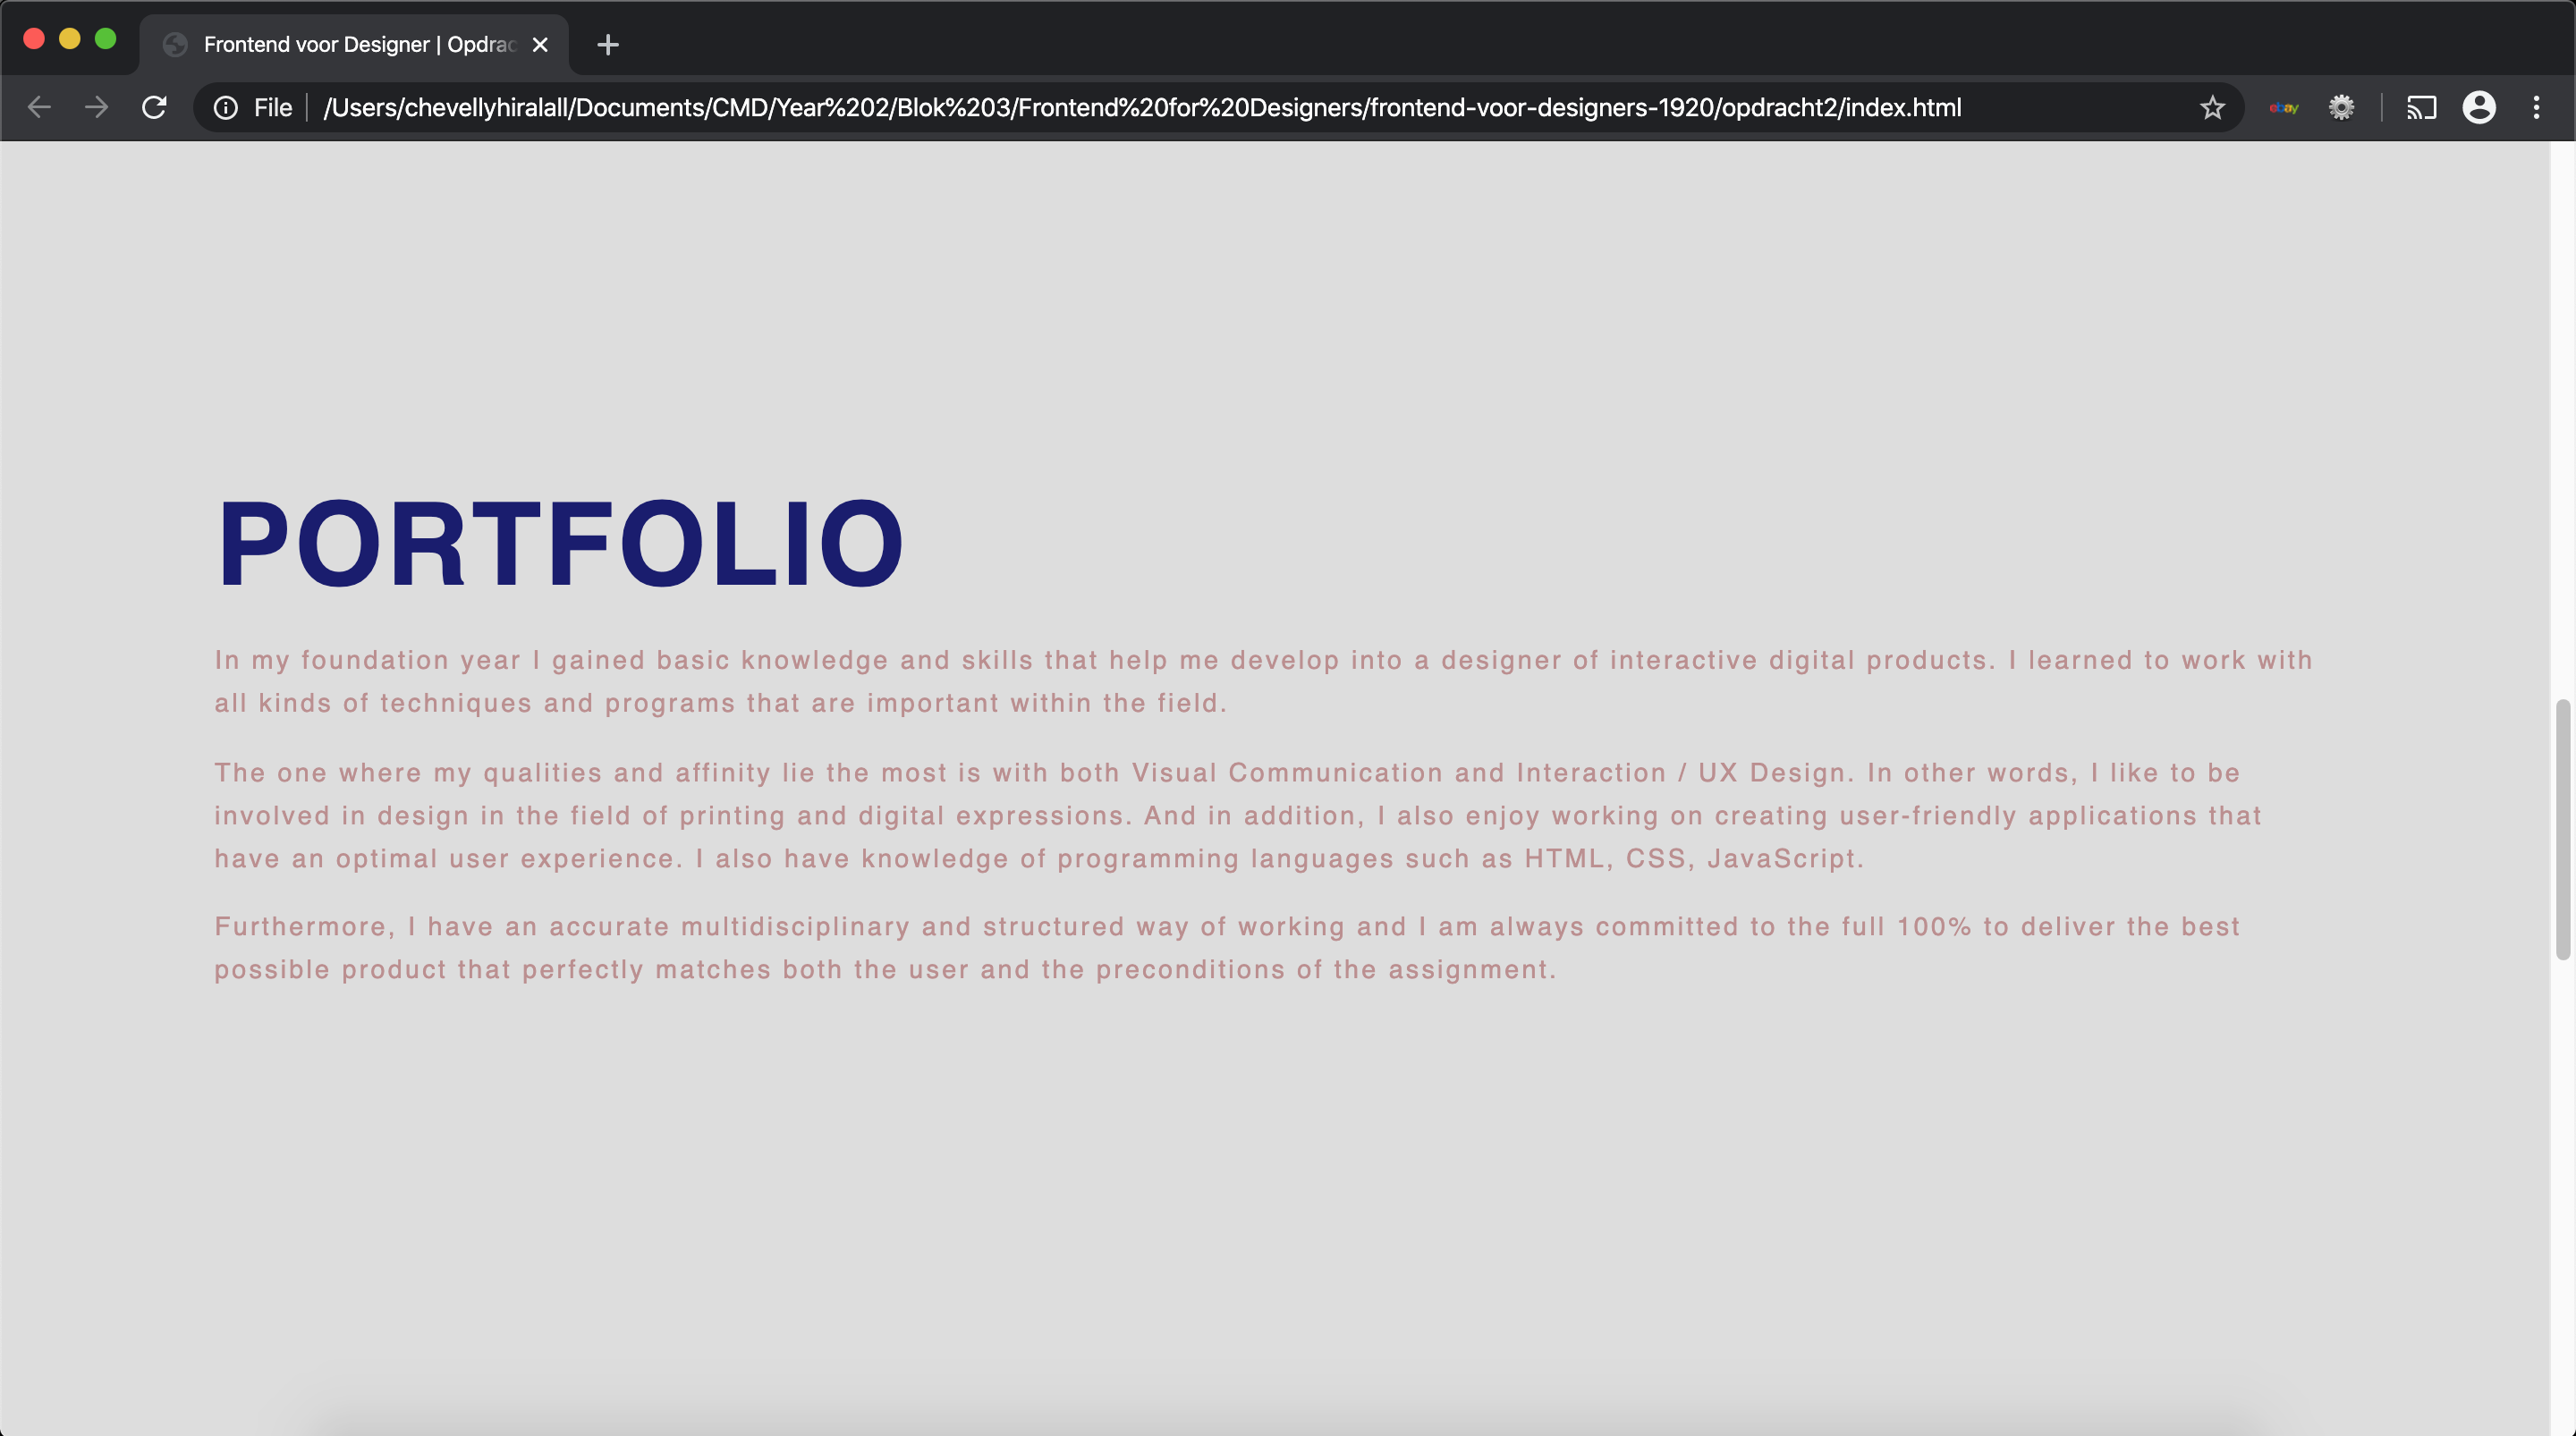 Frontend voor Designer | Opdrac
File /Users/chevellyhiralall/Documents/CMD/Year%202/Blok%203/Frontend%20for%20Designers/frontend-voor-designers-1920/opdracht2/index.html
ebay
PORTFOLIO
In my foundation year I gained basic knowledge and skills that help me develop into a designer of interactive digital products. I learned to work with
all kinds of techniques and programs that are important within the field.
The one where my qualities and affinity lie the most is with both Visual Communication and Interaction / UX Design. In other words, I like to be
involved in design in the field of printing and digital expressions. And in addition, I also enjoy working on creating user-friendly applications that
have an optimal user experience. I also have knowledge of programming languages such as HTML, CSS, JavaScript.
Furthermore, I have an accurate multidisciplinary and structured way of working and I am always committed to the full 100% to deliver the best
possible product that perfectly matches both the user and the preconditions of the assignment.